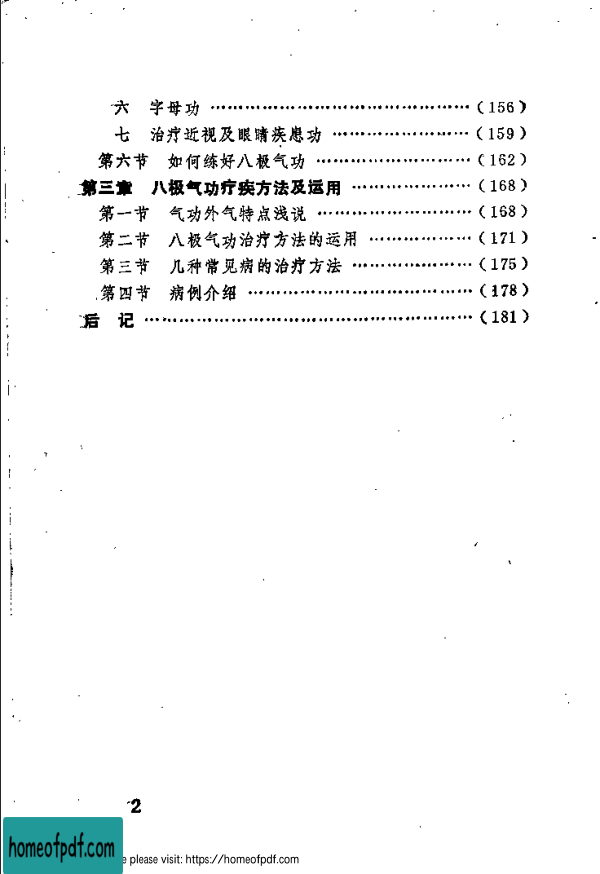 六 字母功 ……………………………………(156)
七 治疗近视及眼睛疾患功 …………………(159)
第六节 如何练好八极气功 ……………………(162)
第三章 八极气功疗疾方法及运用 ………………(168)
第一节 气功外气特点浅说 ……………………(168)
第二节 八极气功治疗方法的运用 ……………(171)
第三节 几种常见病的治疗方法 ………………(175)
第四节 病例介绍 ………………………………(178)
后 记 ……………………………………………(181)
2
homeofpdf.com
e please visit: https://homeofpdf.com